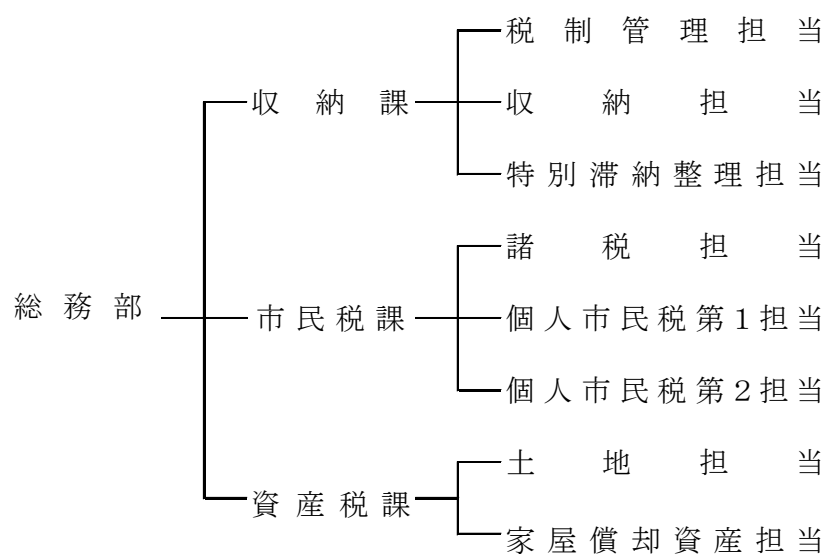 総務部
収納課
税制管理担当
収納担当
特別滞納整理担当
市民税課
諸税担当
個人市民税第1担当
個人市民税第2担当
資産税課
土地担当
家屋償却資産担当